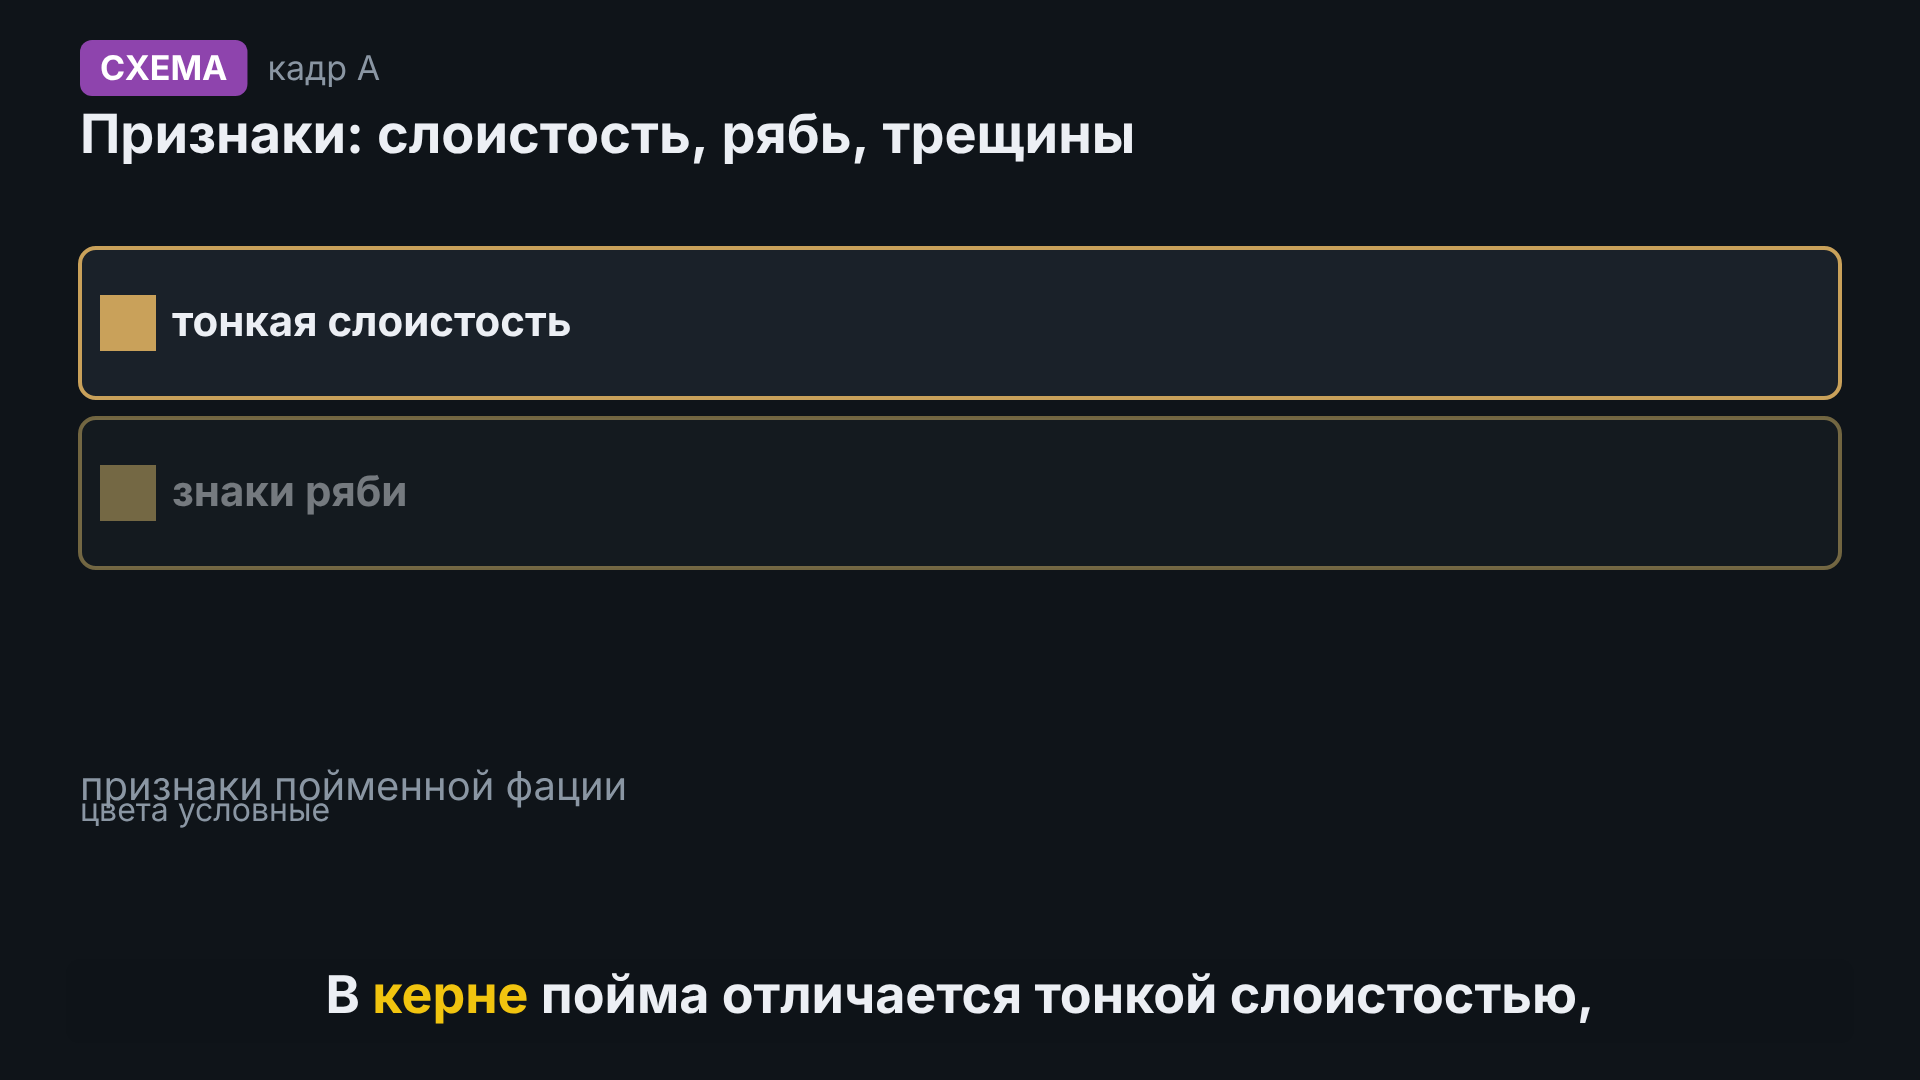 СХЕМА кадр А
Признаки: слоистость, рябь, трещины
тонкая слоистость
знаки ряби
признаки пойменной фации
цвета условные
В керне пойма отличается тонкой слоистостью,